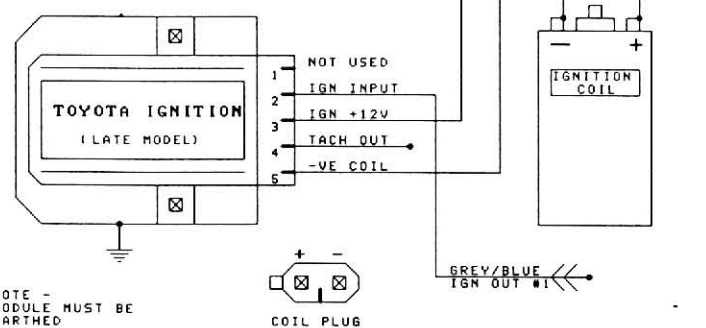 NOT USED
1
IGN INPUT
2
IGN +12V
3
TACH OUT
4
-VE COIL
5
TOYOTA IGNITION
(LATE MODEL)
- +
IGNITION
COIL
GREY/BLUE
IGN OUT #1
+ -
COIL PLUG
OTE -
ODULE MUST BE
ARTHED